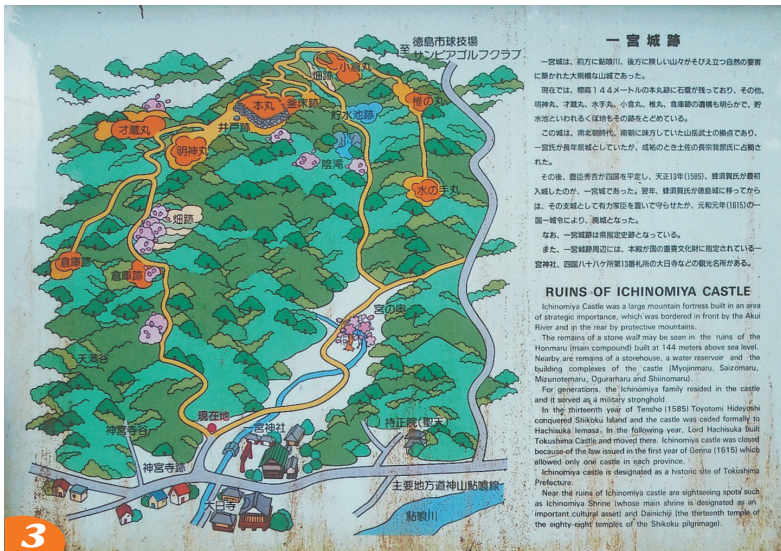 至 徳島市球技場
サンピアゴルフクラブ
小倉丸
畑跡
釜床跡
本丸
椎の丸
貯水池跡
井戸跡
才蔵丸
明神丸
陰滝
水の手丸
畑跡
倉庫跡
倉庫跡
宮の奥
天満谷
現在地
神宮寺谷
一宮神社
持正院(聖天)
神宮寺跡
主要地方道神山鮎喰線
大日寺
鮎喰川
一宮城跡
一宮城は、前方に鮎喰川、後方に険しい山々がそびえ立つ自然の要害
に築かれた大規模な山城であった。
現在では、標高144メートルの本丸跡に石塁が残っており、その他、
明神丸、才蔵丸、水手丸、小倉丸、椎丸、倉庫跡の遺構も明らかで、貯
水池といわれるくぼ地もその跡をとどめている。
この城は、南北朝時代、南朝に味方していた山岳武士の拠点であり、
一宮氏が長年居城としていたが、成祐のとき土佐の長宗我部氏に占拠さ
れた。
その後、豊臣秀吉が四国を平定し、天正13年(1585)、蜂須賀氏が最初
入城したのが、一宮城であった。翌年、蜂須賀氏が徳島城に移ってから
は、その支城として有力家臣を置いて守らせたが、元和元年(1615)の一
国一城令により、廃城となった。
なお、一宮城跡は県指定史跡となっている。
また、一宮城跡周辺には、本殿が国の重要文化財に指定されている一
宮神社、四国八十八ケ所第13番札所の大日寺などの観光名所がある。
RUINS OF ICHINOMIYA CASTLE
Ichinomiya Castle was a large mountain fortress built in an area
of strategic importance, which was bordered in front by the Akui
River and in the rear by protective mountains.
The remains of a stone wall may be seen in the ruins of the
Honmaru (main compound) built at 144 meters above sea level.
Nearby are remains of a storehouse, a water reservoir and the
building complexes of the castle (Myojinmaru, Saizomaru,
Mizunotemaru, Oguraharu and Shiinomaru).
For generations, the Ichinomiya family resided in the castle
and it served as a military stronghold.
In the thirteenth year of Tensho (1585) Toyotomi Hideyoshi
conquered Shikoku Island and the castle was ceded formally to
Hachisuka Iemasa. In the following year, Lord Hachisuka built
Tokushima Castle and moved there. Ichinomiya castle was closed
because of the law issued in the first year of Genna (1615) which
allowed only one castle in each province.
Ichinomiya castle is designated as a historic site of Tokushima
Prefecture.
Near the ruins of Ichinomiya castle are sightseeing spots such
as Ichinomiya Shrine (whose main shrine is designated as an
important cultural asset) and Dainichiji (the thirteenth temple of
the eighty-eight temples of the Shikoku pilgrimage).
3